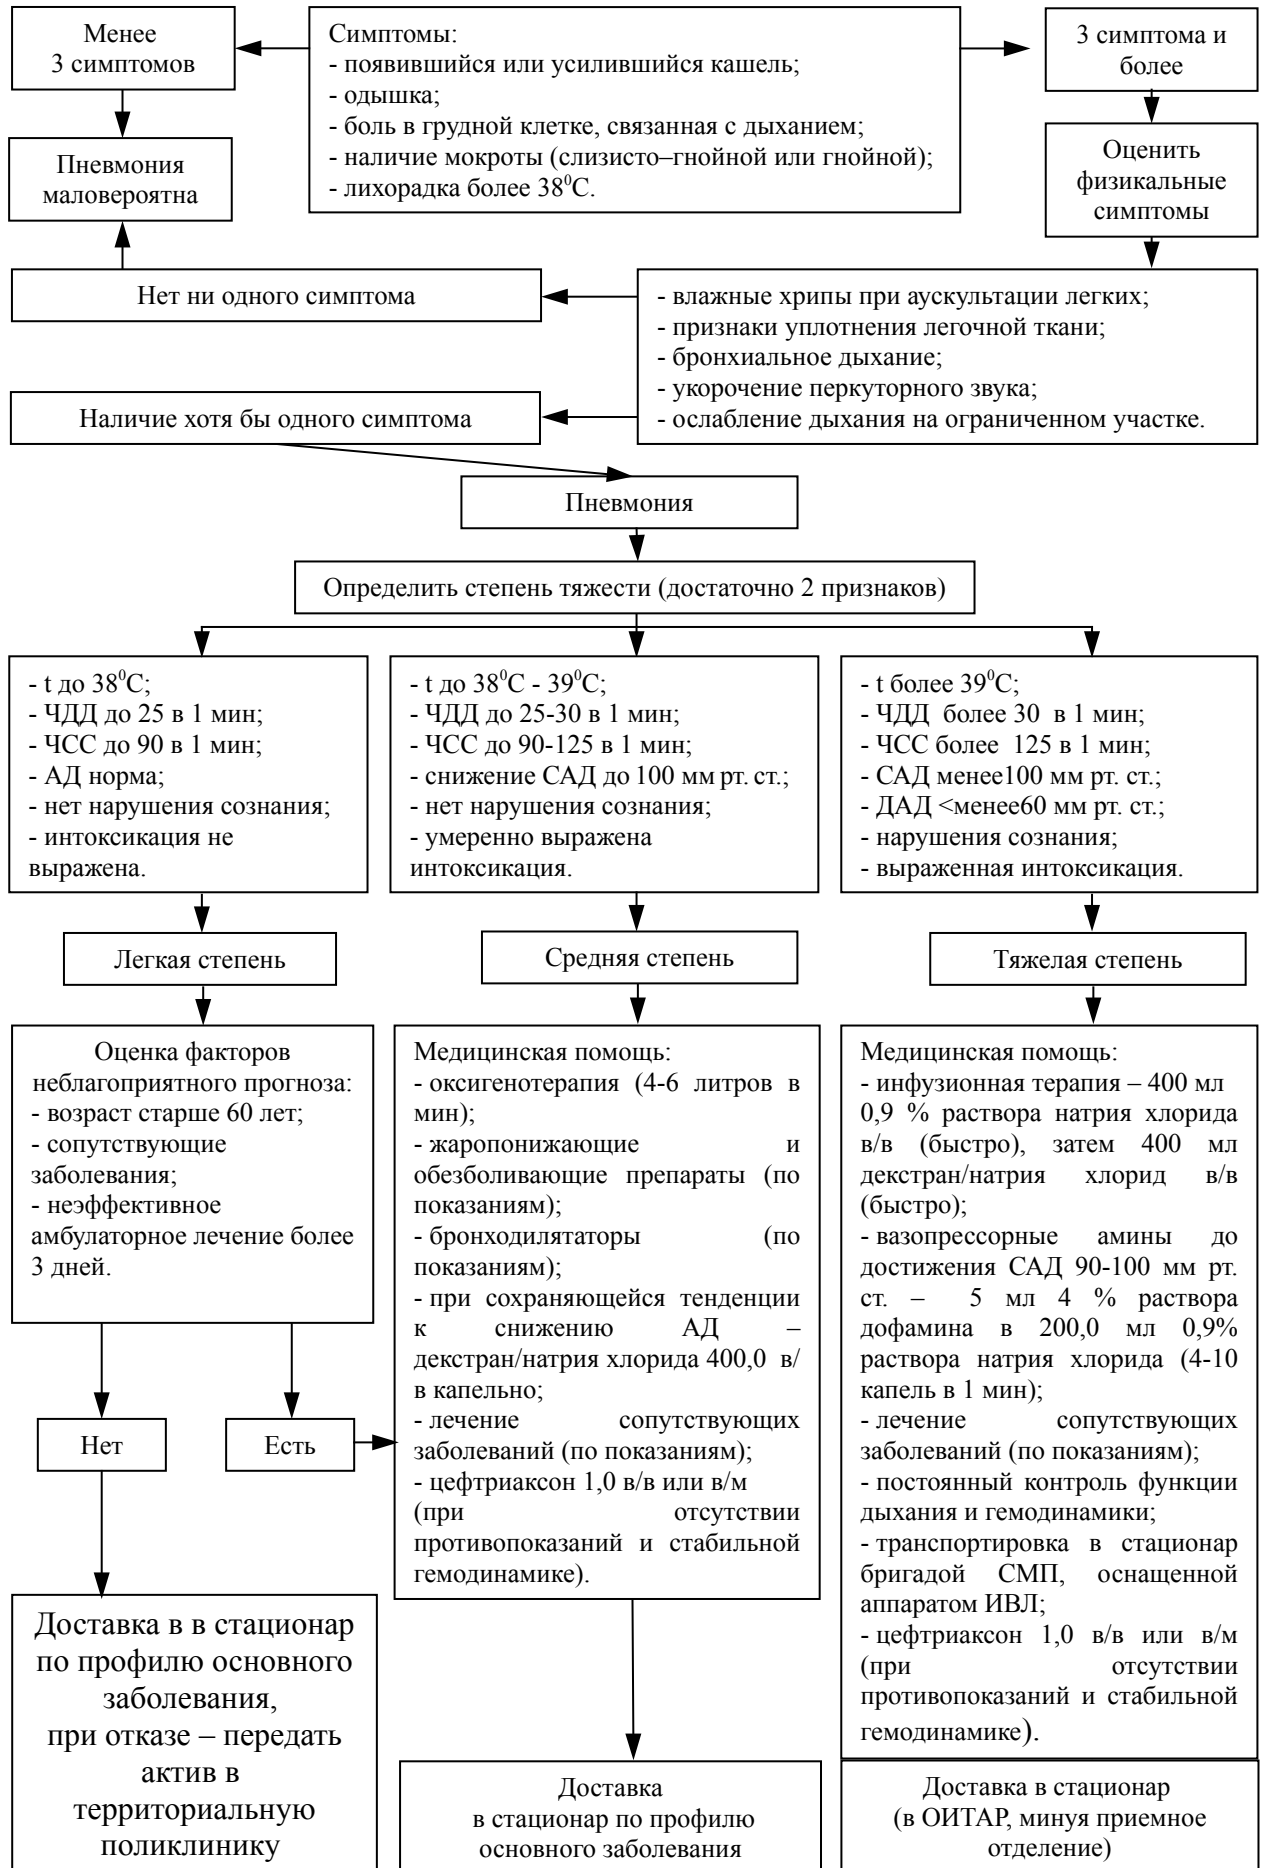 Менее
3 симптомов
Симптомы:
- появившийся или усилившийся кашель;
- одышка;
- боль в грудной клетке, связанная с дыханием;
- наличие мокроты (слизисто–гнойной или гнойной);
- лихорадка более 38⁰С.
3 симптома и
более
Пневмония
маловероятна
Оценить
физикальные
симптомы
Нет ни одного симптома
- влажные хрипы при аускультации легких;
- признаки уплотнения легочной ткани;
- бронхиальное дыхание;
- укорочение перкуторного звука;
- ослабление дыхания на ограниченном участке.
Наличие хотя бы одного симптома
Пневмония
Определить степень тяжести (достаточно 2 признаков)
- t до 38⁰С;
- ЧДД до 25 в 1 мин;
- ЧСС до 90 в 1 мин;
- АД норма;
- нет нарушения сознания;
- интоксикация не
выражена.
- t до 38⁰С - 39⁰С;
- ЧДД до 25-30 в 1 мин;
- ЧСС до 90-125 в 1 мин;
- снижение САД до 100 мм рт. ст.;
- нет нарушения сознания;
- умеренно выражена
интоксикация.
- t более 39⁰С;
- ЧДД более 30 в 1 мин;
- ЧСС более 125 в 1 мин;
- САД менее100 мм рт. ст.;
- ДАД <менее60 мм рт. ст.;
- нарушения сознания;
- выраженная интоксикация.
Легкая степень
Средняя степень
Тяжелая степень
Оценка факторов
неблагоприятного прогноза:
- возраст старше 60 лет;
- сопутствующие
заболевания;
- неэффективное
амбулаторное лечение более
3 дней.
Нет
Есть
Медицинская помощь:
- оксигенотерапия (4-6 литров в
мин);
- жаропонижающие и
обезболивающие препараты (по
показаниям);
- бронходилятаторы (по
показаниям);
- при сохраняющейся тенденции
к снижению АД –
декстран/натрия хлорида 400,0 в/
в капельно;
- лечение сопутствующих
заболеваний (по показаниям);
- цефтриаксон 1,0 в/в или в/м
(при отсутствии
противопоказаний и стабильной
гемодинамике).
Медицинская помощь:
- инфузионная терапия – 400 мл
0,9 % раствора натрия хлорида
в/в (быстро), затем 400 мл
декстран/натрия хлорид в/в
(быстро);
- вазопрессорные амины до
достижения САД 90-100 мм рт.
ст. – 5 мл 4 % раствора
дофамина в 200,0 мл 0,9%
раствора натрия хлорида (4-10
капель в 1 мин);
- лечение сопутствующих
заболеваний (по показаниям);
- постоянный контроль функции
дыхания и гемодинамики;
- транспортировка в стационар
бригадой СМП, оснащенной
аппаратом ИВЛ;
- цефтриаксон 1,0 в/в или в/м
(при отсутствии
противопоказаний и стабильной
гемодинамике).
Доставка в в стационар
по профилю основного
заболевания,
при отказе – передать
актив в
территориальную
поликлинику
Доставка
в стационар по профилю
основного заболевания
Доставка в стационар
(в ОИТАР, минуя приемное
отделение)